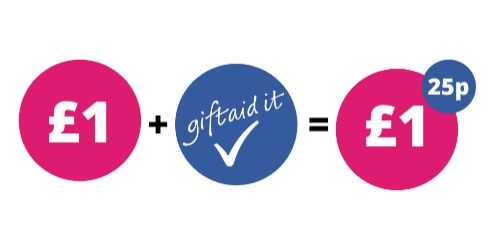 £1 + giftaid it = £1 25p